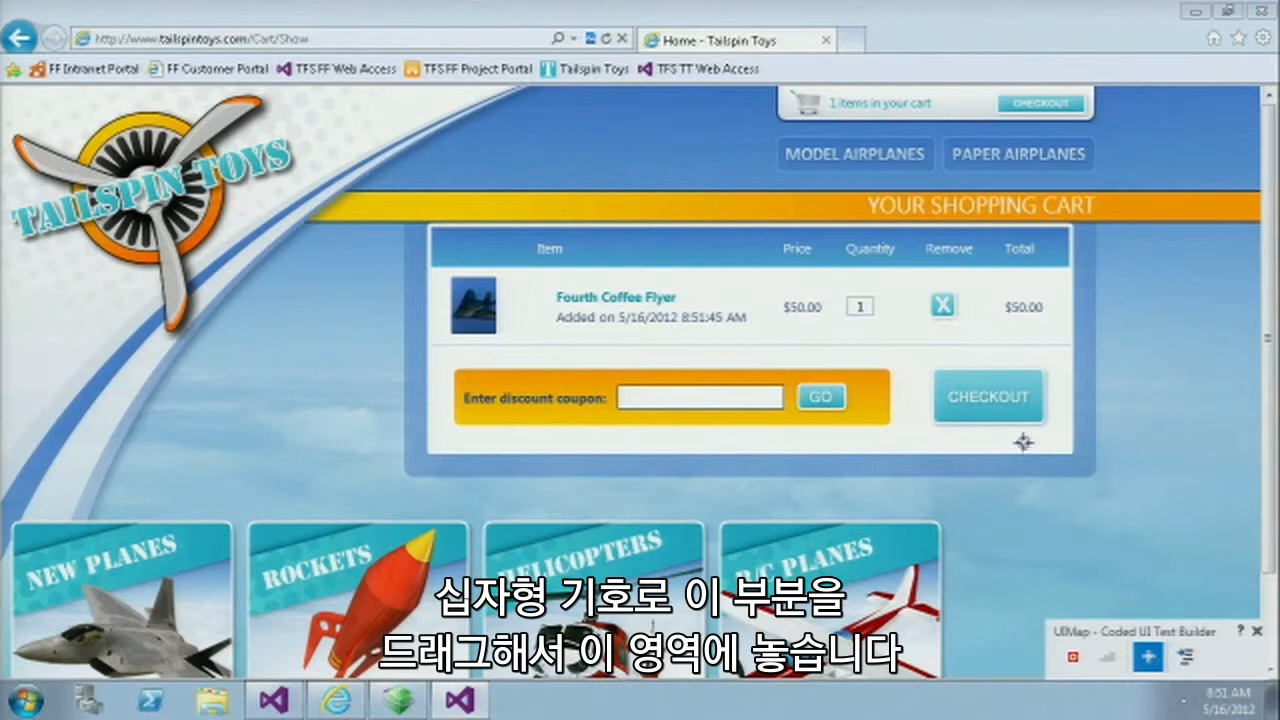 http://www.tailspintoys.com/Cart/Show
Home - Tailspin Toys
FF Intranet Portal
FF Customer Portal
TFS FF Web Access
TFS FF Project Portal
Tailspin Toys
TFS TT Web Access
TAILSPIN TOYS
1 items in your cart
CHECKOUT
MODEL AIRPLANES
PAPER AIRPLANES
YOUR SHOPPING CART
Item Price Quantity Remove Total
Fourth Coffee Flyer
Added on 5/16/2012 8:51:45 AM
$50.00 1 X $50.00
Enter discount coupon:
GO
CHECKOUT
NEW PLANES
ROCKETS
HELICOPTERS
R/C PLANES
십자형 기호로 이 부분을
드래그해서 이 영역에 놓습니다
UIMap - Coded UI Test Builder
8:51 AM
5/16/2012